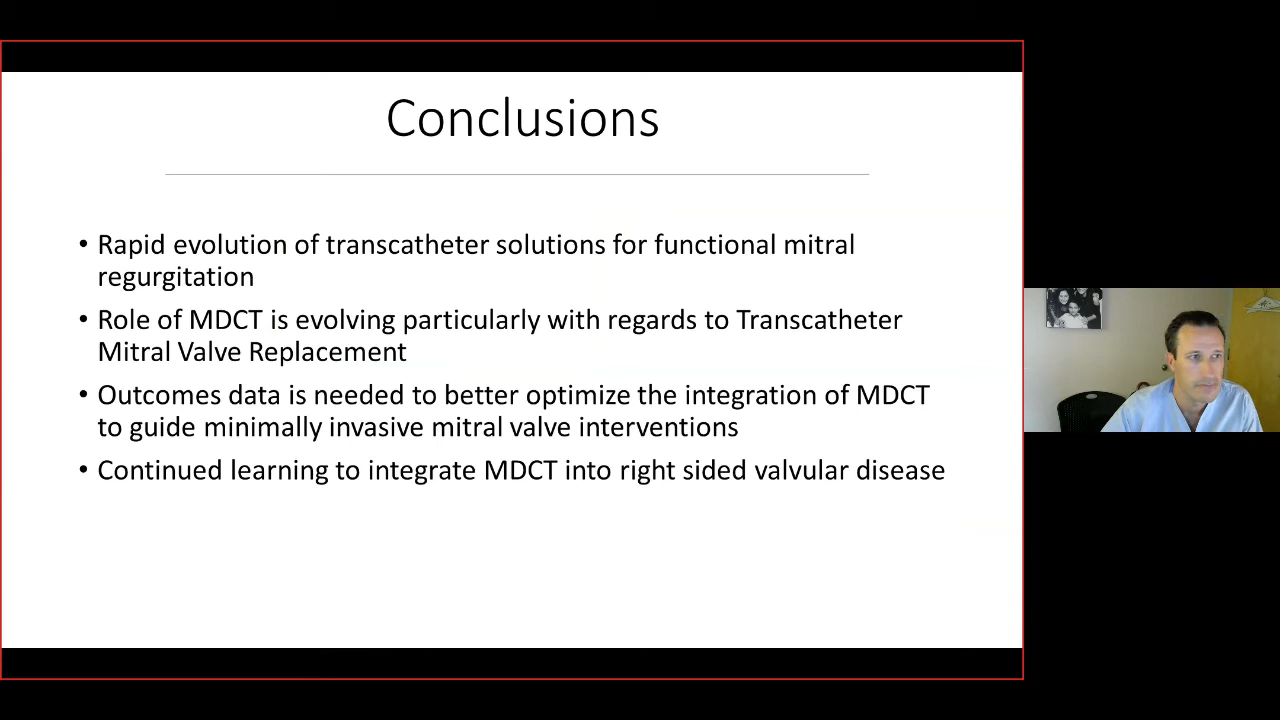 Conclusions
• Rapid evolution of transcatheter solutions for functional mitral
regurgitation
• Role of MDCT is evolving particularly with regards to Transcatheter
Mitral Valve Replacement
• Outcomes data is needed to better optimize the integration of MDCT
to guide minimally invasive mitral valve interventions
• Continued learning to integrate MDCT into right sided valvular disease